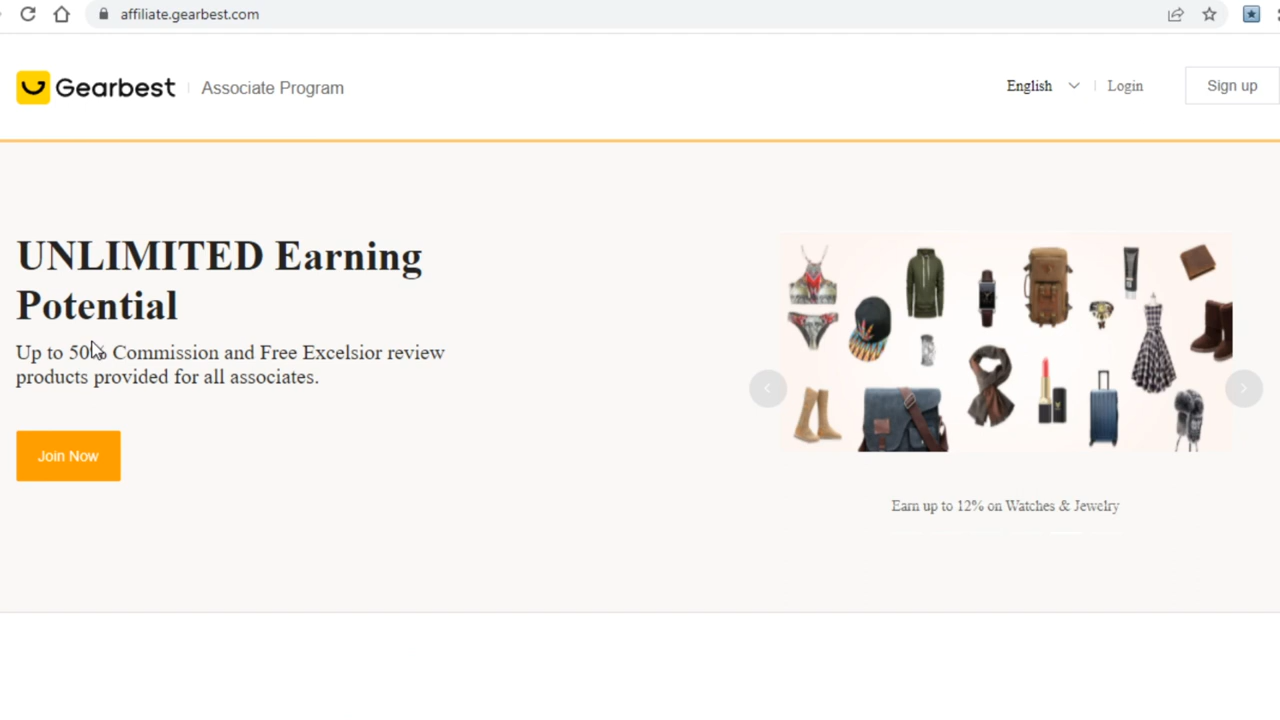 affiliate.gearbest.com
Gearbest Associate Program
English Login Sign up
UNLIMITED Earning
Potential
Up to 50% Commission and Free Excelsior review
products provided for all associates.
Join Now
Earn up to 12% on Watches & Jewelry